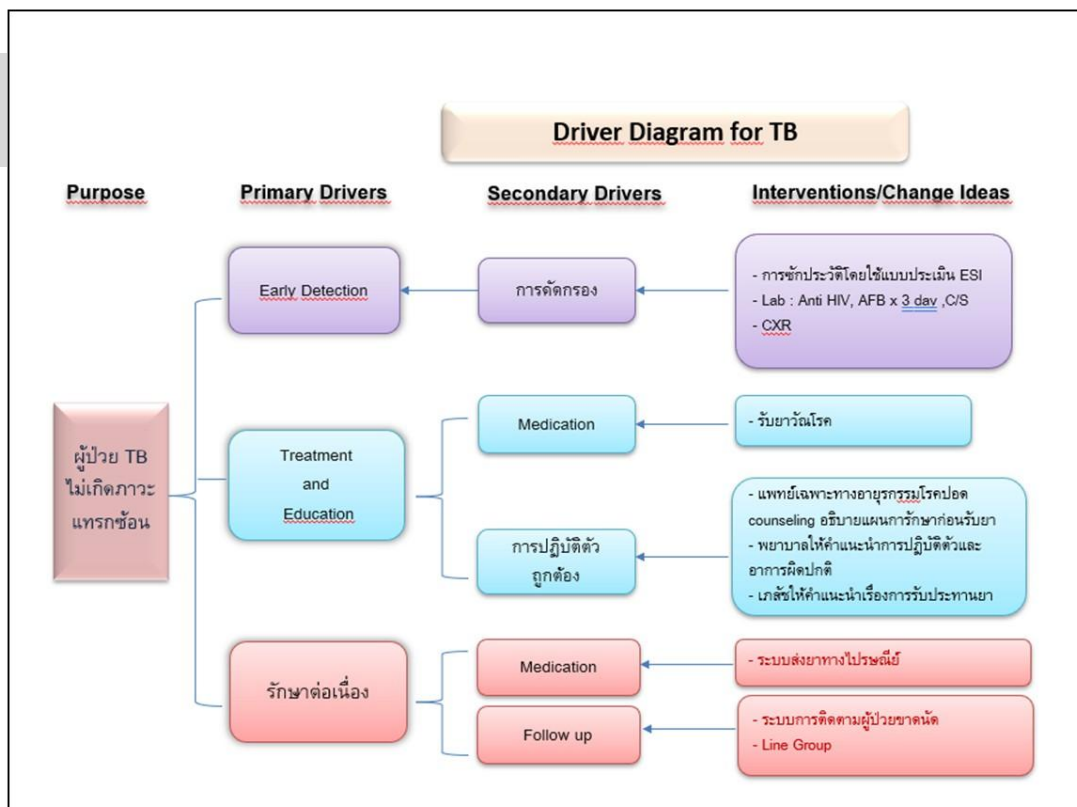 Driver Diagram for TB
Purpose
Primary Drivers
Secondary Drivers
Interventions/Change Ideas
ผู้ป่วย TB
ไม่เกิดภาวะ
แทรกซ้อน
Early Detection
การคัดกรอง
- การซักประวัติโดยใช้แบบประเมิน ESI
- Lab : Anti HIV, AFB x 3 dav ,C/S
- CXR
Treatment
and
Education
Medication
- รับยาวัณโรค
การปฏิบัติตัว
ถูกต้อง
- แพทย์เฉพาะทางอายุรกรรมโรคปอด
counseling อธิบายแผนการักษาก่อนรับยา
- พยาบาลให้คำแนะนำการปฏิบัติตัวและ
อาการผิดปกติ
- เภสัชให้คำแนะนำเรื่องการรับประทานยา
รักษาต่อเนื่อง
Medication
- ระบบส่งยาทางไปรษณีย์
Follow up
- ระบบการติดตามผู้ป่วยขาดนัด
- Line Group